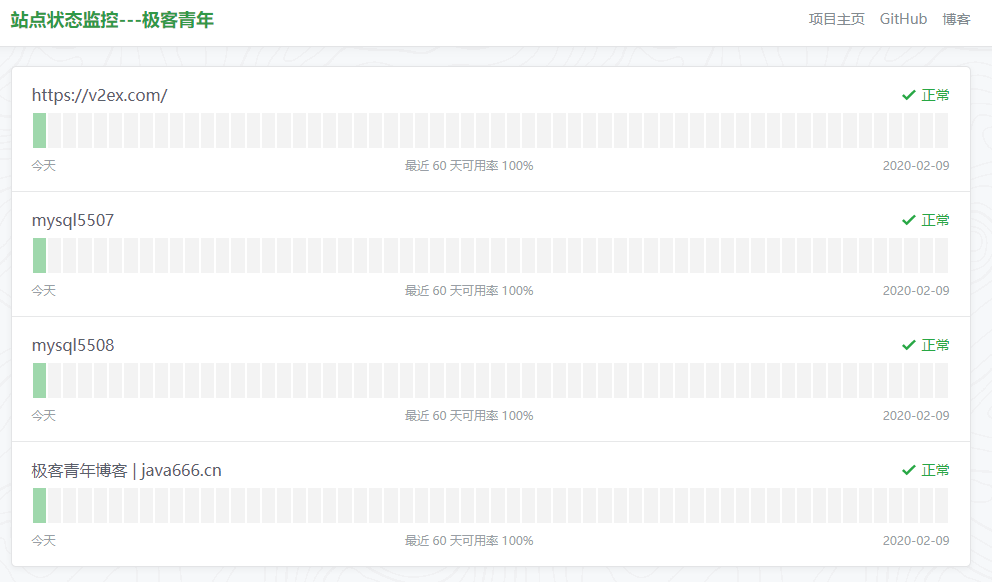 站点状态监控---极客青年 项目主页 GitHub 博客
https://v2ex.com/ 正常
今天 最近 60 天可用率 100% 2020-02-09
mysql5507 正常
今天 最近 60 天可用率 100% 2020-02-09
mysql5508 正常
今天 最近 60 天可用率 100% 2020-02-09
极客青年博客 | java666.cn 正常
今天 最近 60 天可用率 100% 2020-02-09